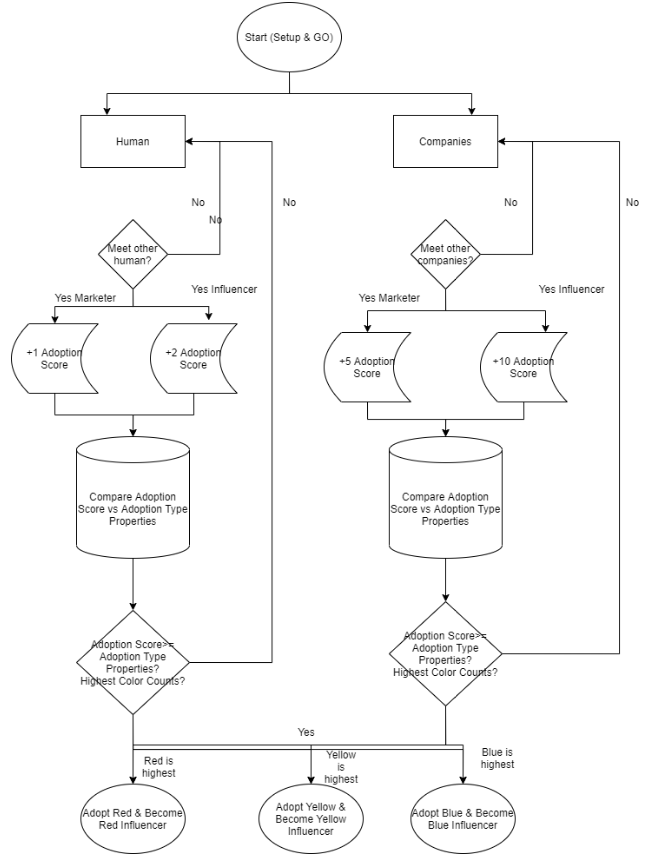 Start (Setup & GO)
Human
Companies
No
No
No
No
No
Meet other
human?
Meet other
companies?
Yes Marketer
Yes Influencer
Yes Marketer
Yes Influencer
+1 Adoption
Score
+2 Adoption
Score
+5 Adoption
Score
+10 Adoption
Score
Compare Adoption
Score vs Adoption Type
Properties
Compare Adoption
Score vs Adoption Type
Properties
Adoption Score>=
Adoption Type
Properties?
Highest Color Counts?
Adoption Score>=
Adoption Type
Properties?
Highest Color Counts?
Yes
Red is
highest
Yellow
is
highest
Blue is
highest
Adopt Red & Become
Red Influencer
Adopt Yellow &
Become Yellow
Influencer
Adopt Blue & Become
Blue Influencer